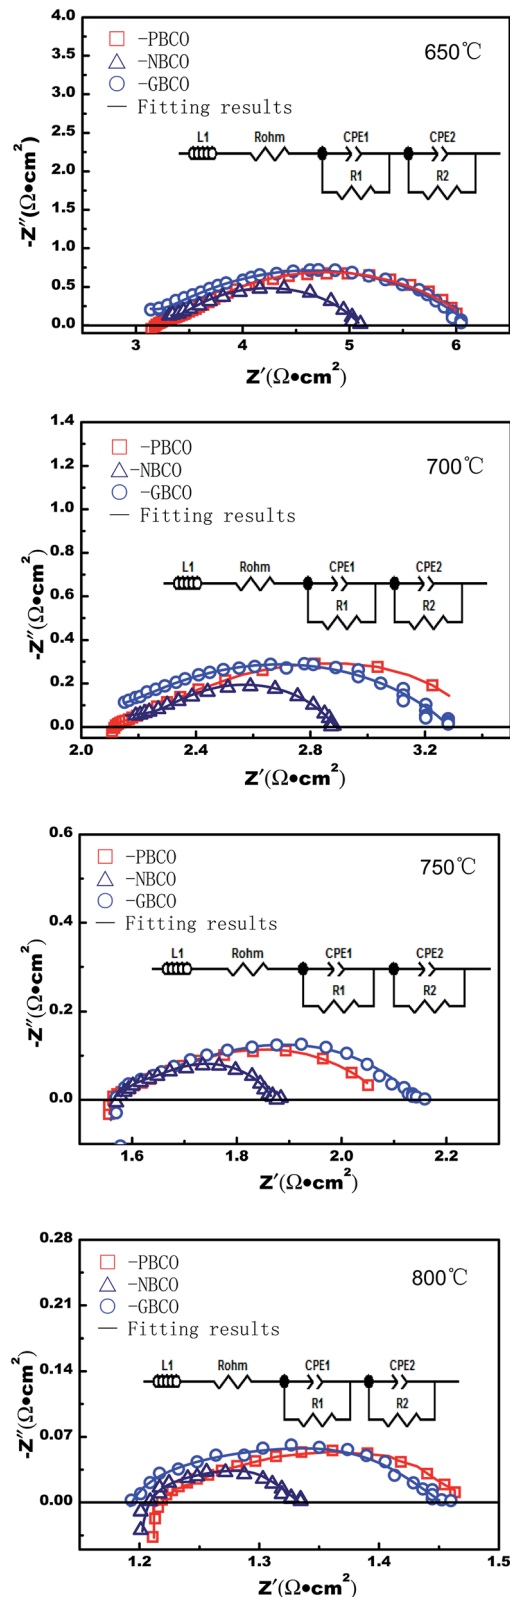 4.0
3.5
3.0
2.5
2.0
1.5
1.0
0.5
0.0
-Z″(Ω•cm²)
-PBCO
-NBCO
-GBCO
— Fitting results
650℃
L1 Rohm CPE1 CPE2
R1 R2
3 4 5 6
Z′(Ω•cm²)
1.4
1.2
1.0
0.8
0.6
0.4
0.2
0.0
-Z″(Ω•cm²)
-PBCO
-NBCO
-GBCO
— Fitting results
700℃
L1 Rohm CPE1 CPE2
R1 R2
2.0 2.4 2.8 3.2
Z′(Ω•cm²)
0.6
0.4
0.2
0.0
-Z″(Ω•cm²)
-PBCO
-NBCO
-GBCO
— Fitting results
750℃
L1 Rohm CPE1 CPE2
R1 R2
1.6 1.8 2.0 2.2
Z′(Ω•cm²)
0.28
0.21
0.14
0.07
0.00
-Z″(Ω•cm²)
-PBCO
-NBCO
-GBCO
— Fitting results
800℃
L1 Rohm CPE1 CPE2
R1 R2
1.2 1.3 1.4 1.5
Z′(Ω•cm²)